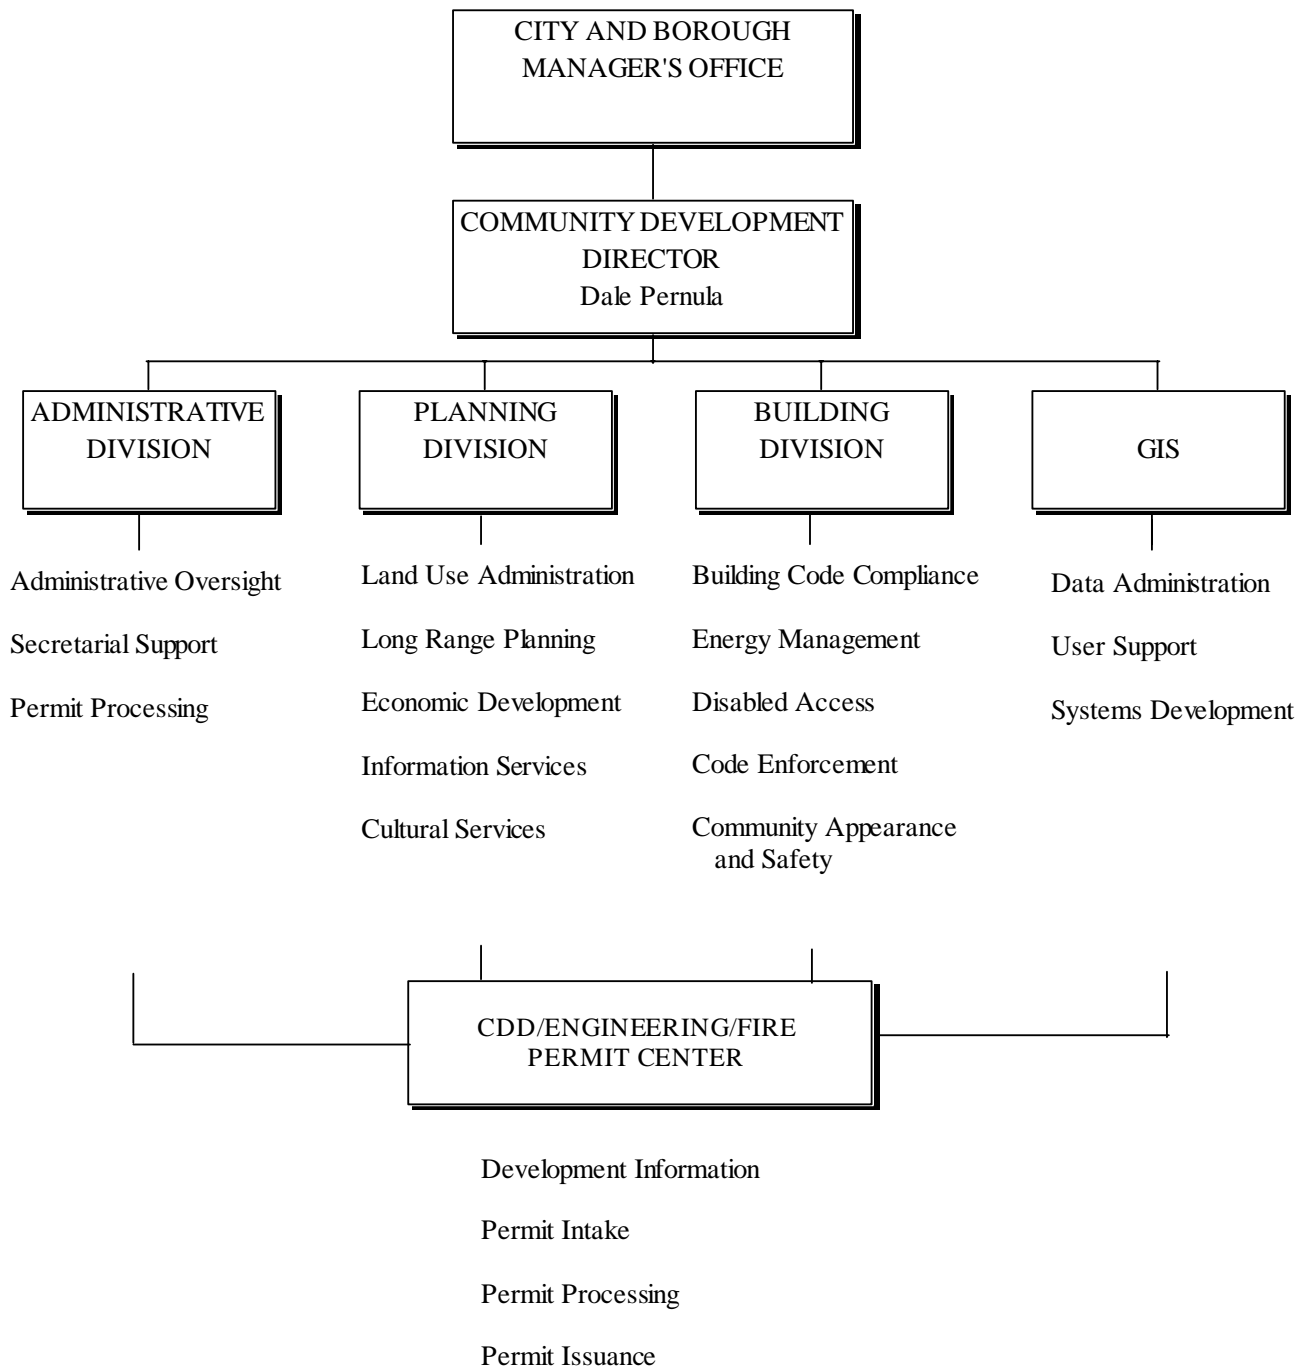 CITY AND BOROUGH
MANAGER'S OFFICE
COMMUNITY DEVELOPMENT
DIRECTOR
Dale Pernula
ADMINISTRATIVE
DIVISION
PLANNING
DIVISION
BUILDING
DIVISION
GIS
Administrative Oversight
Secretarial Support
Permit Processing
Land Use Administration
Long Range Planning
Economic Development
Information Services
Cultural Services
Building Code Compliance
Energy Management
Disabled Access
Code Enforcement
Community Appearance
and Safety
Data Administration
User Support
Systems Development
CDD/ENGINEERING/FIRE
PERMIT CENTER
Development Information
Permit Intake
Permit Processing
Permit Issuance